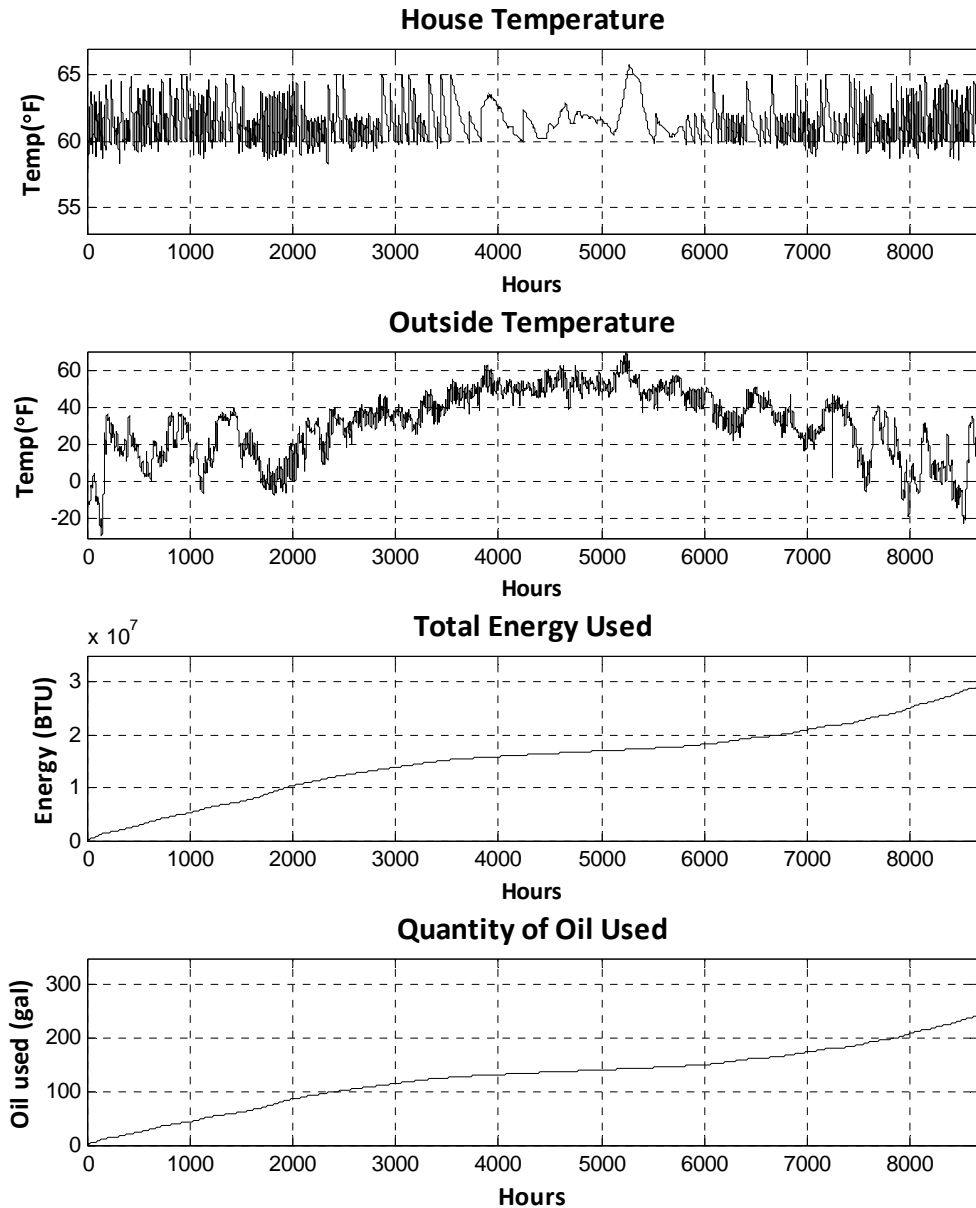 House Temperature
65
60
55
Temp(°F)
0 1000 2000 3000 4000 5000 6000 7000 8000
Hours
Outside Temperature
60
40
20
0
-20
Temp(°F)
0 1000 2000 3000 4000 5000 6000 7000 8000
Hours
Total Energy Used
x 10^7
3
2
1
0
Energy (BTU)
0 1000 2000 3000 4000 5000 6000 7000 8000
Hours
Quantity of Oil Used
300
200
100
0
Oil used (gal)
0 1000 2000 3000 4000 5000 6000 7000 8000
Hours